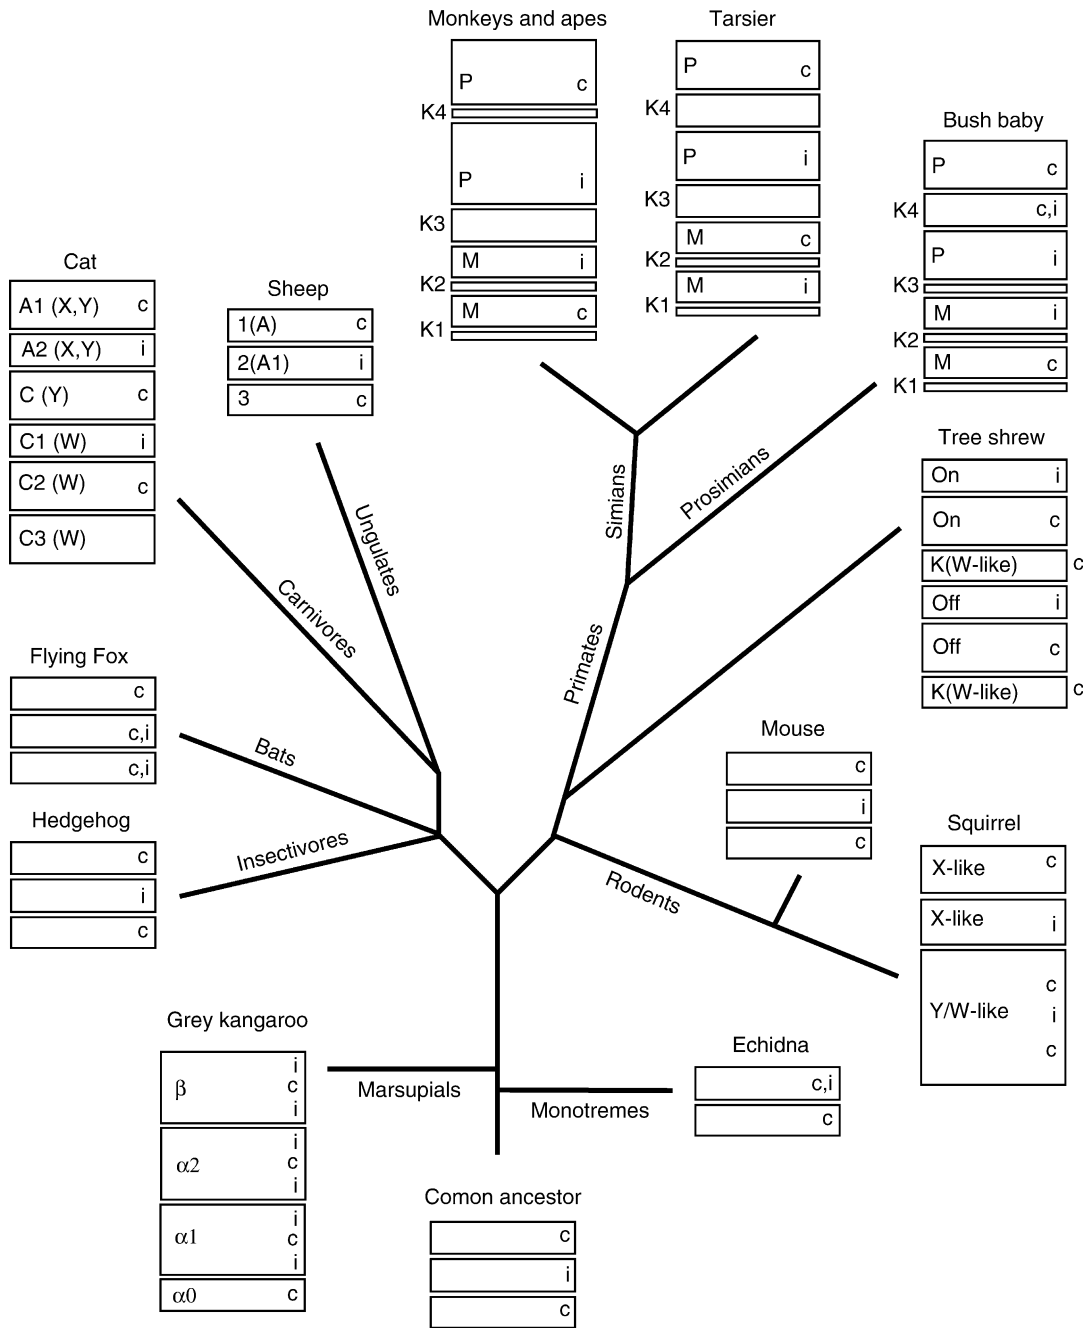 Monkeys and apes
P c
K4
P i
K3
M i
K2
M c
K1
Tarsier
P c
K4
P i
K3
M c
K2
M i
K1
Bush baby
P c
K4 c,i
P i
K3
M i
K2
M c
K1
Cat
A1 (X,Y) c
A2 (X,Y) i
C (Y) c
C1 (W) i
C2 (W) c
C3 (W)
Sheep
1(A) c
2(A1) i
3 c
Tree shrew
On i
On c
K(W-like) c
Off i
Off c
K(W-like) c
Simians
Prosimians
Ungulates
Carnivores
Primates
Flying Fox
c
c,i
c,i
Bats
Hedgehog
c
i
c
Insectivores
Mouse
c
i
c
Rodents
Squirrel
X-like c
X-like i
c
Y/W-like i
c
Grey kangaroo
i
β c
i
i
α2 c
i
i
α1 c
i
α0 c
Marsupials
Monotremes
Echidna
c,i
c
Comon ancestor
c
i
c